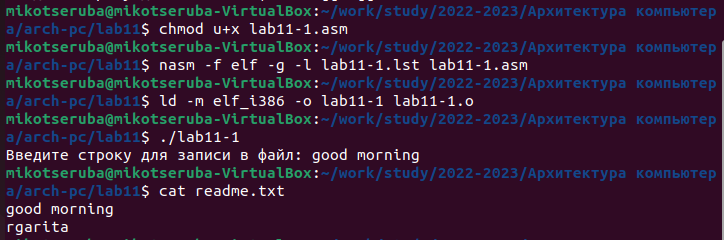 mikotseruba@mikotseruba-VirtualBox:~/work/study/2022-2023/Архитектура компьютер
а/arch-pc/lab11$ chmod u+x lab11-1.asm
mikotseruba@mikotseruba-VirtualBox:~/work/study/2022-2023/Архитектура компьютер
а/arch-pc/lab11$ nasm -f elf -g -l lab11-1.lst lab11-1.asm
mikotseruba@mikotseruba-VirtualBox:~/work/study/2022-2023/Архитектура компьютер
а/arch-pc/lab11$ ld -m elf_i386 -o lab11-1 lab11-1.o
mikotseruba@mikotseruba-VirtualBox:~/work/study/2022-2023/Архитектура компьютер
а/arch-pc/lab11$ ./lab11-1
Введите строку для записи в файл: good morning
mikotseruba@mikotseruba-VirtualBox:~/work/study/2022-2023/Архитектура компьютер
а/arch-pc/lab11$ cat readme.txt
good morning
rgarita